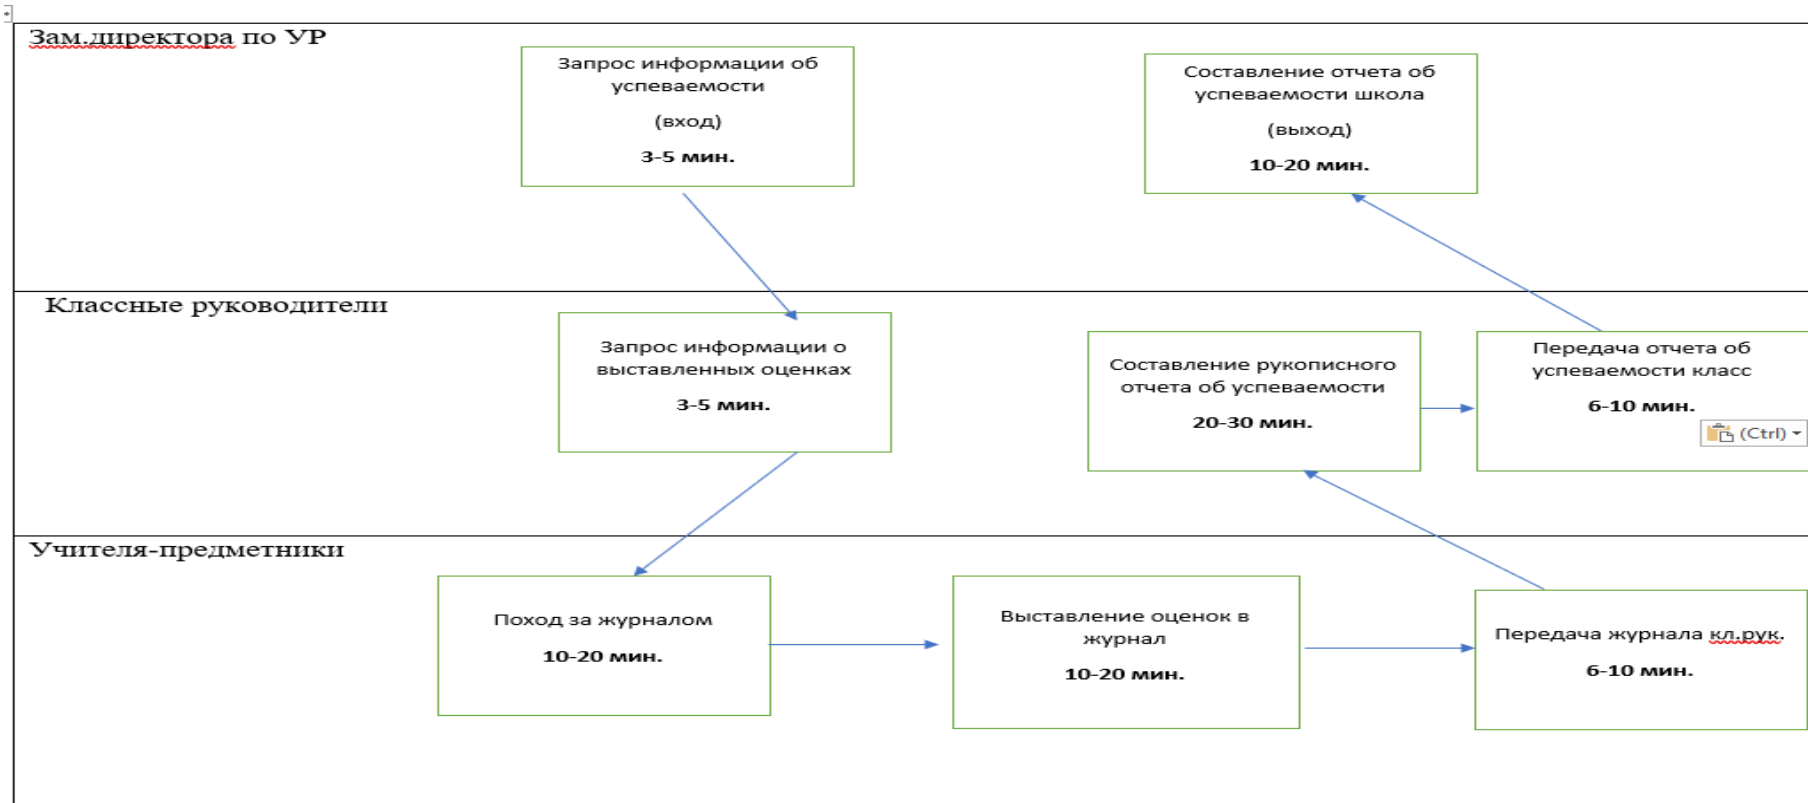 Зам.директора по УР
Запрос информации об
успеваемости
(вход)
3-5 мин.
Составление отчета об
успеваемости школа
(выход)
10-20 мин.
Классные руководители
Запрос информации о
выставленных оценках
3-5 мин.
Составление рукописного
отчета об успеваемости
20-30 мин.
Передача отчета об
успеваемости класс
6-10 мин.
(Ctrl)
Учителя-предметники
Поход за журналом
10-20 мин.
Выставление оценок в
журнал
10-20 мин.
Передача журнала кл.рук.
6-10 мин.